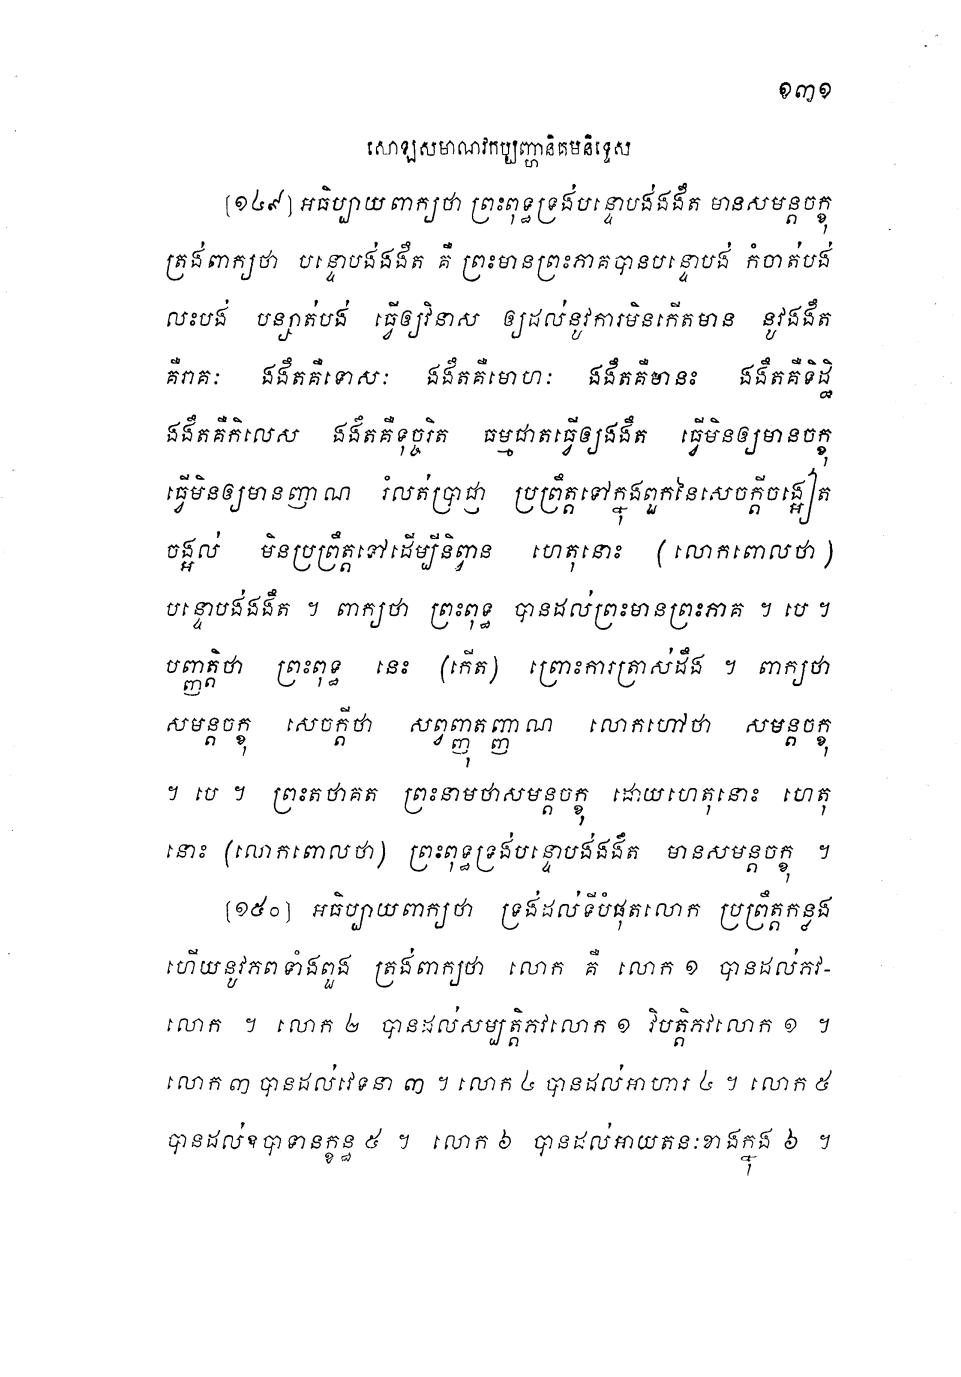 ១៣១
សោឡសមាណវកប្បញ្ហានិគមនិទ្ទេស
[១៤៩] អធិប្បាយពាក្យថា ព្រះពុទ្ធទ្រង់បន្ទោបង់ងងឹត មានសមន្តចក្ខុ
ត្រង់ពាក្យថា បន្ទោបង់ងងឹត គឺ ព្រះមានព្រះភាគបានបន្ទោបង់ កំចាត់បង់
លះបង់ បន្សាត់បង់ ធ្វើឲ្យវិនាស ឲ្យដល់នូវការមិនកើតមាន នូវងងឹត
គឺរាគៈ ងងឹតគឺទោសៈ ងងឹតគឺមោហៈ ងងឹតគឺមានះ ងងឹតគឺទិដ្ឋិ
ងងឹតគឺកិលេស ងងឹតគឺទុច្ចរិត ធម្មជាតធ្វើឲ្យងងឹត ធ្វើមិនឲ្យមានចក្ខុ
ធ្វើមិនឲ្យមានញាណ រំលត់ប្រាជ្ញា ប្រព្រឹត្តទៅក្នុងពួកនៃសេចក្តីចង្អៀត
ចង្អល់ មិនប្រព្រឹត្តទៅដើម្បីនិព្វាន ហេតុនោះ (លោកពោលថា)
បន្ទោបង់ងងឹត ។ ពាក្យថា ព្រះពុទ្ធ បានដល់ព្រះមានព្រះភាគ ។ បេ ។
បញ្ញត្តិថា ព្រះពុទ្ធ នេះ (កើត) ព្រោះការត្រាស់ដឹង ។ ពាក្យថា
សមន្តចក្ខុ សេចក្តីថា សព្វញ្ញុតញ្ញាណ លោកហៅថា សមន្តចក្ខុ
។ បេ ។ ព្រះតថាគត ព្រះនាមថាសមន្តចក្ខុ ដោយហេតុនោះ ហេតុ
នោះ (លោកពោលថា) ព្រះពុទ្ធទ្រង់បន្ទោបង់ងងឹត មានសមន្តចក្ខុ ។
[១៥០] អធិប្បាយពាក្យថា ទ្រង់ដល់ទីបំផុតលោក ប្រព្រឹត្តកន្លង
ហើយនូវភពទាំងពួង ត្រង់ពាក្យថា លោក គឺ លោក ១ បានដល់ភវ-
លោក ។ លោក ២ បានដល់សម្បត្តិភវលោក ១ វិបត្តិភវលោក ១ ។
លោក ៣ បានដល់វេទនា ៣ ។ លោក ៤ បានដល់អាហារ ៤ ។ លោក ៥
បានដល់ឧបាទានក្ខន្ធ ៥ ។ លោក ៦ បានដល់អាយតនៈខាងក្នុង ៦ ។